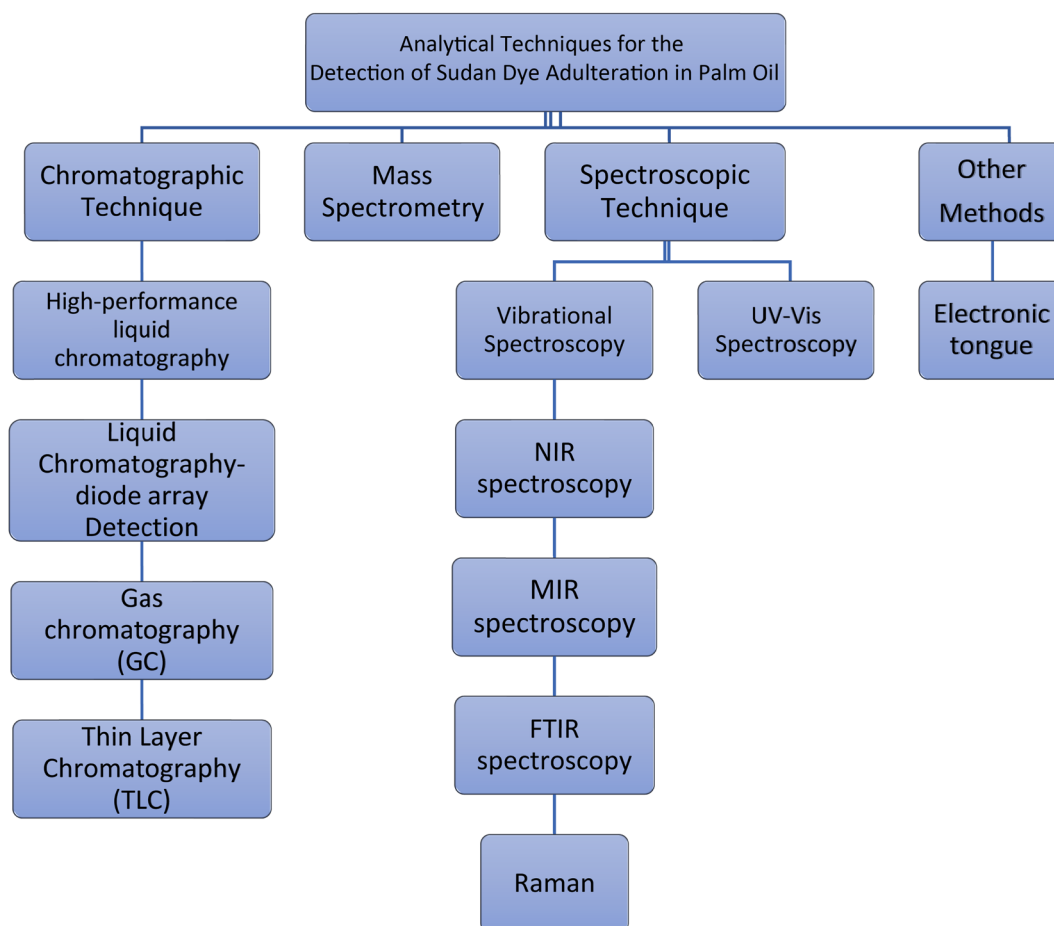 Analytical Techniques for the
Detection of Sudan Dye Adulteration in Palm Oil
Chromatographic
Technique
Mass
Spectrometry
Spectroscopic
Technique
Other
Methods
High-performance
liquid
chromatography
Vibrational
Spectroscopy
UV-Vis
Spectroscopy
Electronic
tongue
Liquid
Chromatography-
diode array
Detection
NIR
spectroscopy
Gas
chromatography
(GC)
MIR
spectroscopy
Thin Layer
Chromatography
(TLC)
FTIR
spectroscopy
Raman